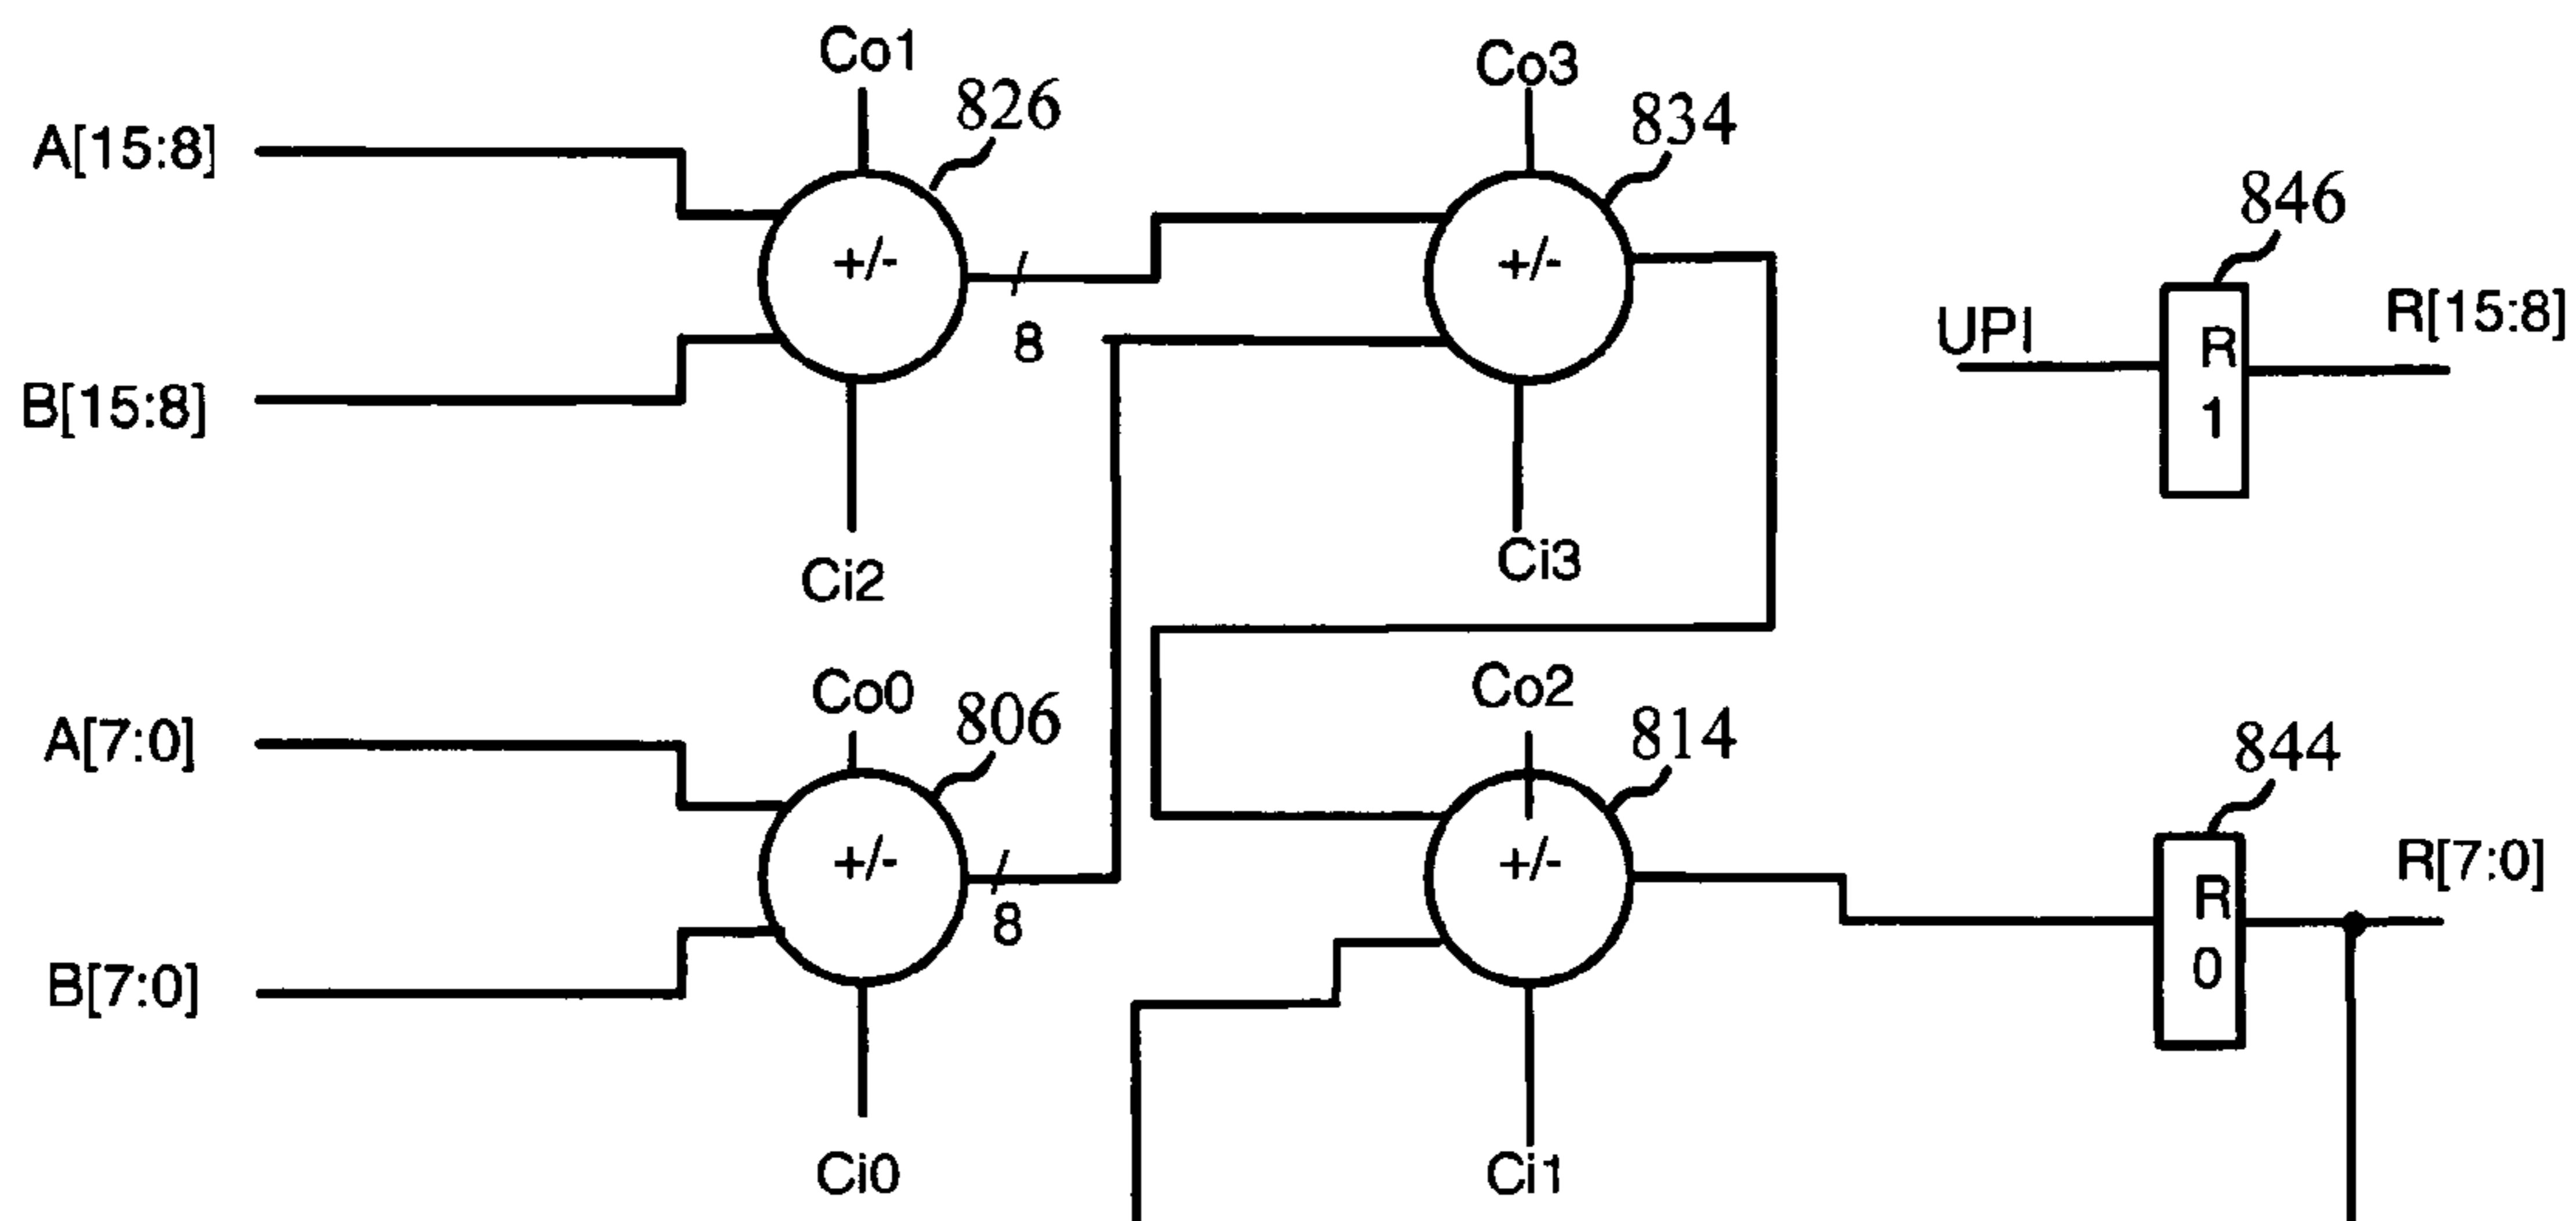 Co1
826
Co3
834
A[15:8]
846
+/-
+/-
UPI
R[15:8]
8
R
1
B[15:8]
Ci2
Ci3
Co0
806
Co2
814
A[7:0]
844
+/-
+/-
R[7:0]
8
R
0
B[7:0]
Ci0
Ci1